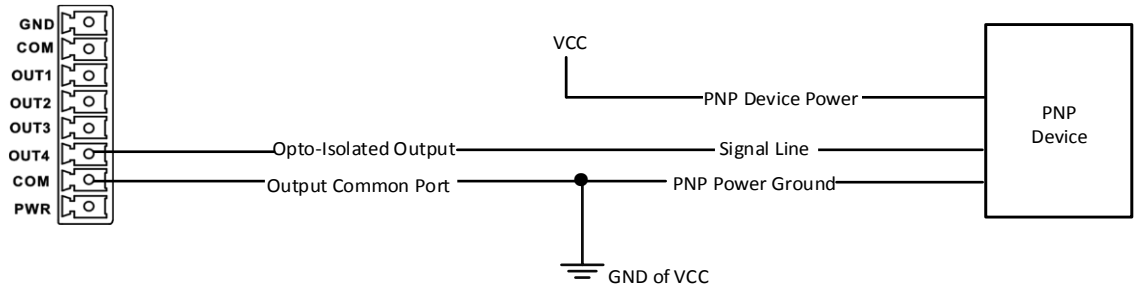 GND
COM
OUT1
OUT2
OUT3
OUT4
COM
PWR
VCC
PNP Device Power
Opto-Isolated Output
Signal Line
Output Common Port
PNP Power Ground
GND of VCC
PNP
Device